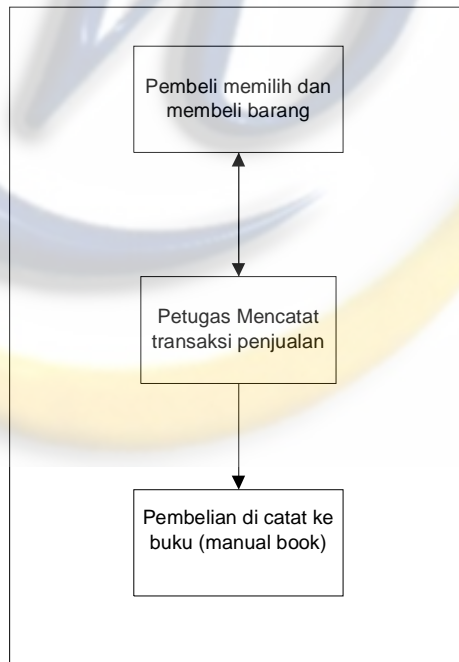 Pembeli memilih dan
membeli barang
Petugas Mencatat
transaksi penjualan
Pembelian di catat ke
buku (manual book)